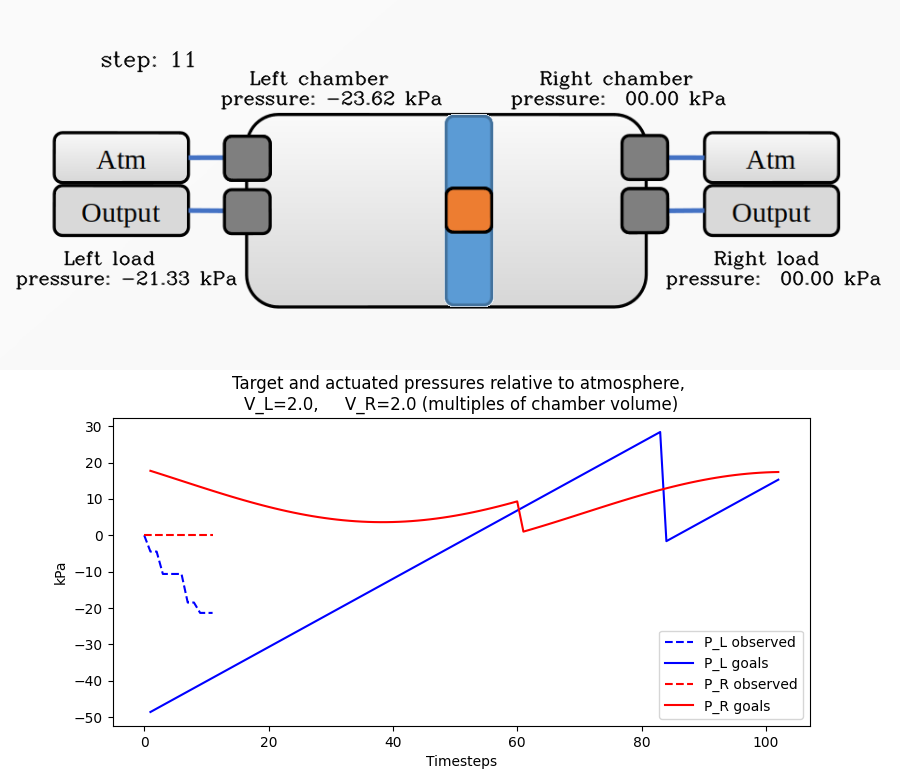 step: 11
Left chamber
pressure: −23.62 kPa
Right chamber
pressure: 00.00 kPa
Atm
Output
Atm
Output
Left load
pressure: −21.33 kPa
Right load
pressure: 00.00 kPa
Target and actuated pressures relative to atmosphere,
V_L=2.0, V_R=2.0 (multiples of chamber volume)
30
20
10
0
−10
−20
−30
−40
−50
kPa
P_L observed
P_L goals
P_R observed
P_R goals
0 20 40 60 80 100
Timesteps